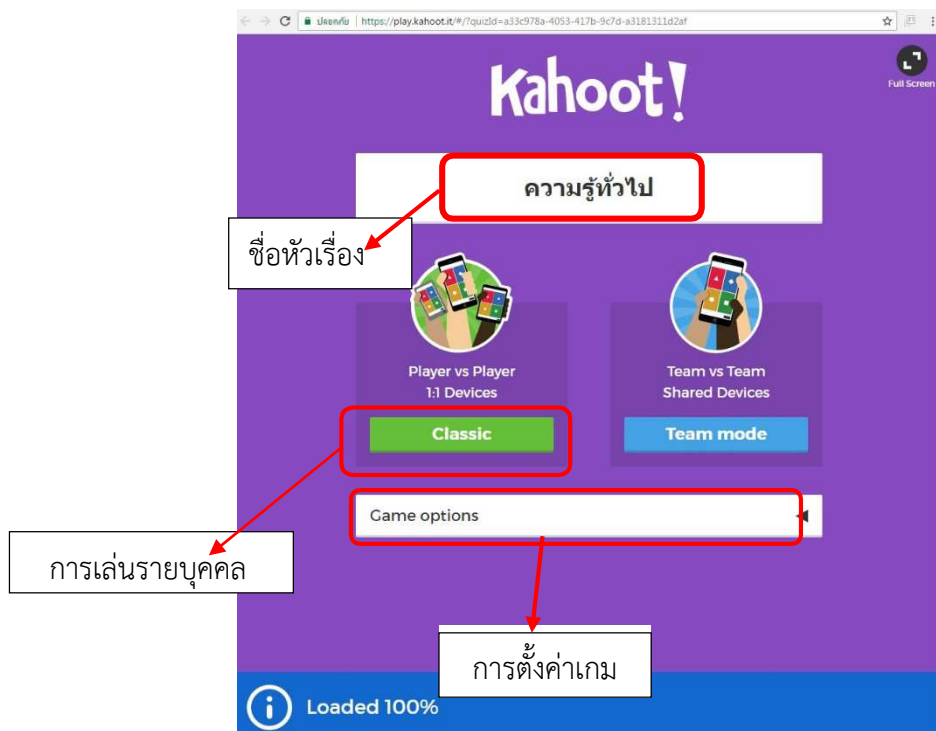 ปลอดภัย | https://play.kahoot.it/#/?quizId=a33c978a-4053-417b-9c7d-a3181311d2af
Kahoot!
Full Screen
ความรู้ทั่วไป
ชื่อหัวเรื่อง
Player vs Player
1:1 Devices
Classic
Team vs Team
Shared Devices
Team mode
Game options
การเล่นรายบุคคล
การตั้งค่าเกม
Loaded 100%